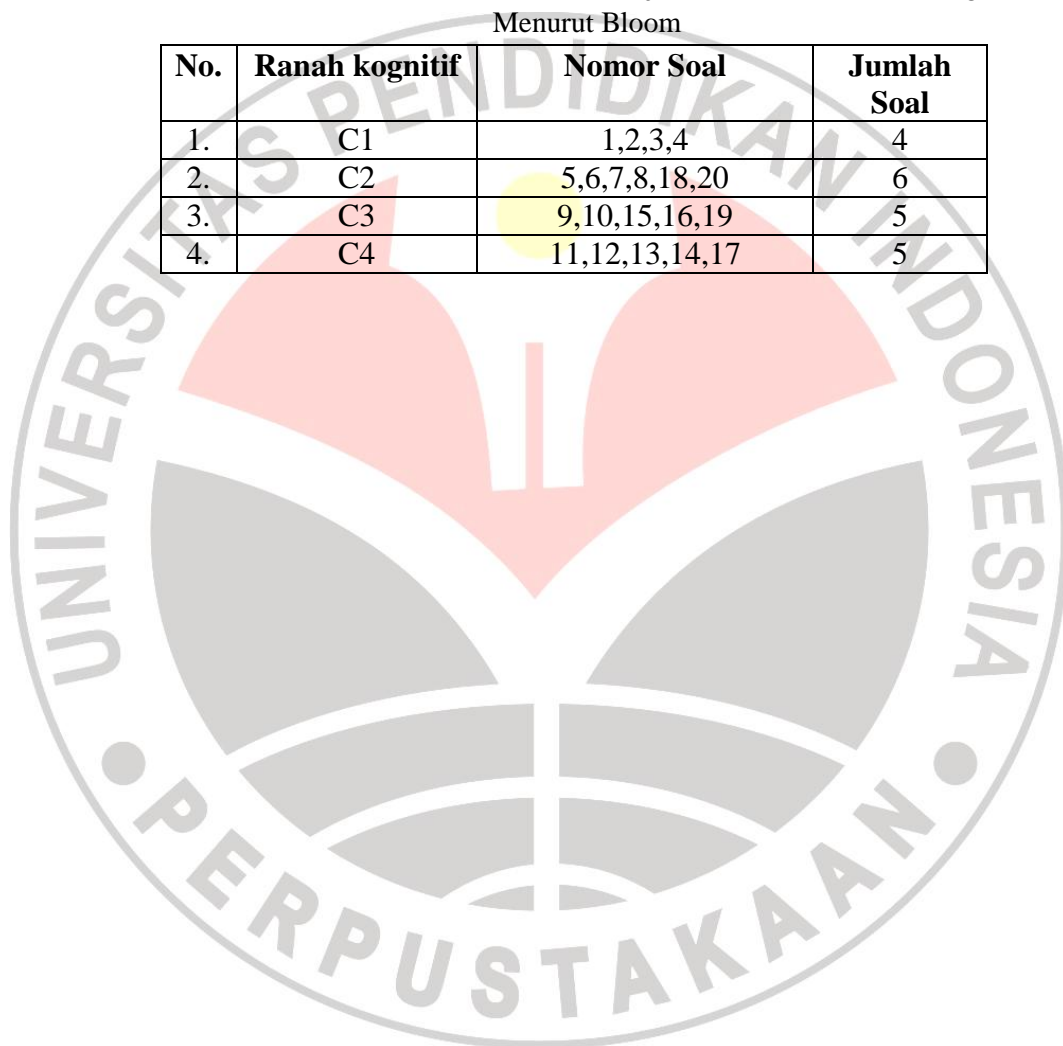 Menurut Bloom
No. Ranah kognitif Nomor Soal Jumlah Soal
1. C1 1,2,3,4 4
2. C2 5,6,7,8,18,20 6
3. C3 9,10,15,16,19 5
4. C4 11,12,13,14,17 5
UNIVERSITAS PENDIDIKAN INDONESIA
PERPUSTAKAAN